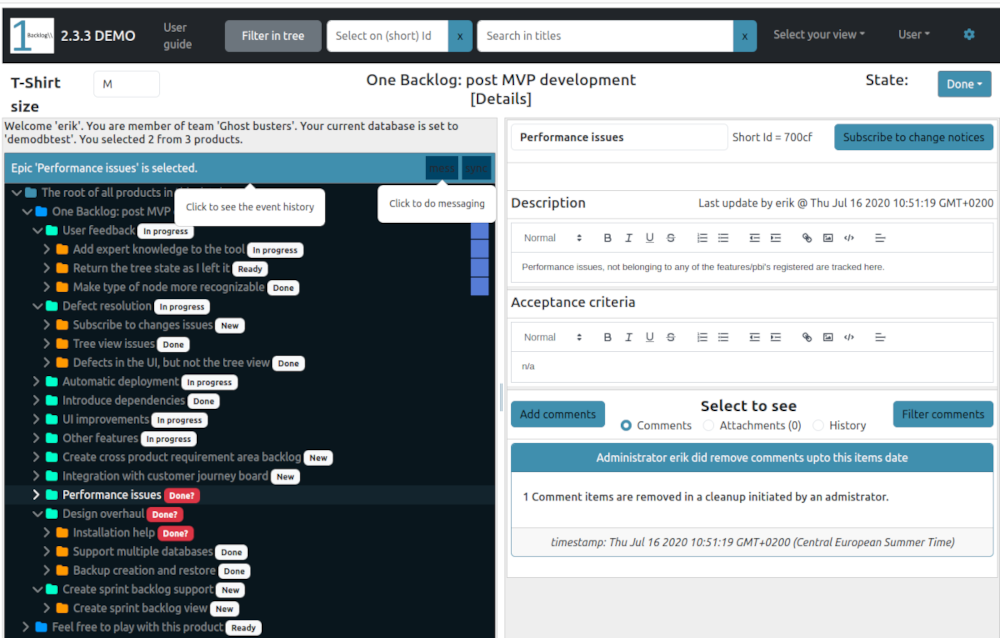 1 Backlog\\
2.3.3 DEMO
User
guide
Filter in tree
Select on (short) Id
x
Search in titles
x
Select your view
User
T-Shirt
size
M
One Backlog: post MVP development
[Details]
State:
Done
Welcome 'erik'. You are member of team 'Ghost busters'. Your current database is set to
'demodbtest'. You selected 2 from 3 products.
Epic 'Performance issues' is selected.
mess
sync
Click to see the event history
Click to do messaging
The root of all products in
One Backlog: post MVP
User feedback In progress
Add expert knowledge to the tool In progress
Return the tree state as I left it Ready
Make type of node more recognizable Done
Defect resolution In progress
Subscribe to changes issues New
Tree view issues Done
Defects in the UI, but not the tree view Done
Automatic deployment In progress
Introduce dependencies Done
UI improvements In progress
Other features In progress
Create cross product requirement area backlog New
Integration with customer journey board New
Performance issues Done?
Design overhaul Done?
Installation help Done?
Support multiple databases Done
Backup creation and restore Done
Create sprint backlog support New
Create sprint backlog view New
Feel free to play with this product Ready
Performance issues
Short Id = 700cf
Subscribe to change notices
Description
Last update by erik @ Thu Jul 16 2020 10:51:19 GMT+0200
Normal B I U S
Performance issues, not belonging to any of the features/pbi's registered are tracked here.
Acceptance criteria
Normal B I U S
n/a
Add comments
Select to see
Comments
Attachments (0)
History
Filter comments
Administrator erik did remove comments upto this items date
1 Comment items are removed in a cleanup initiated by an admistrator.
timestamp: Thu Jul 16 2020 10:51:19 GMT+0200 (Central European Summer Time)